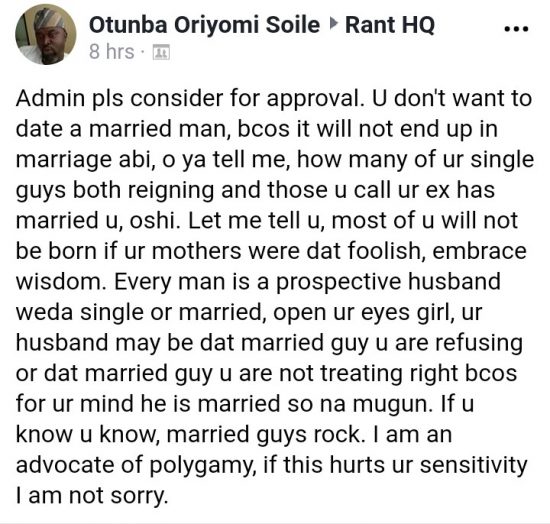 Otunba Oriyomi Soile ▸ Rant HQ
8 hrs ·
Admin pls consider for approval. U don't want to
date a married man, bcos it will not end up in
marriage abi, o ya tell me, how many of ur single
guys both reigning and those u call ur ex has
married u, oshi. Let me tell u, most of u will not
be born if ur mothers were dat foolish, embrace
wisdom. Every man is a prospective husband
weda single or married, open ur eyes girl, ur
husband may be dat married guy u are refusing
or dat married guy u are not treating right bcos
for ur mind he is married so na mugun. If u
know u know, married guys rock. I am an
advocate of polygamy, if this hurts ur sensitivity
I am not sorry.